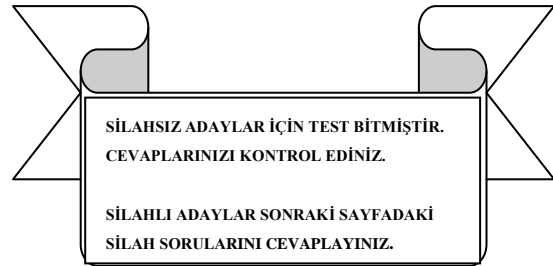 SİLAHSIZ ADAYLAR İÇİN TEST BİTMİŞTİR.
CEVAPLARINIZI KONTROL EDİNİZ.
SİLAHLI ADAYLAR SONRAKİ SAYFADAKİ
SİLAH SORULARINI CEVAPLAYINIZ.